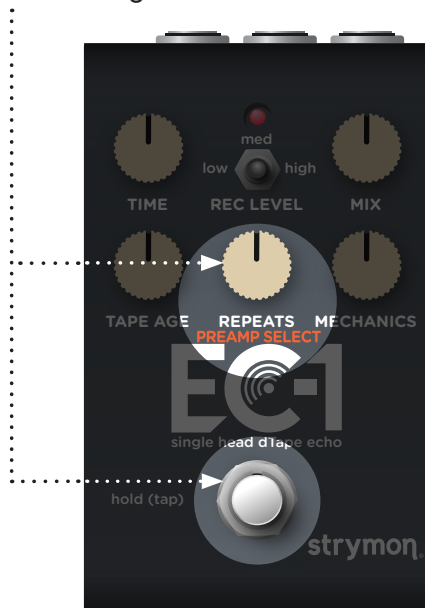 med
low high
TIME REC LEVEL MIX
TAPE AGE REPEATS MECHANICS
PREAMP SELECT
EC-1
single head dTape echo
hold (tap)
strymon